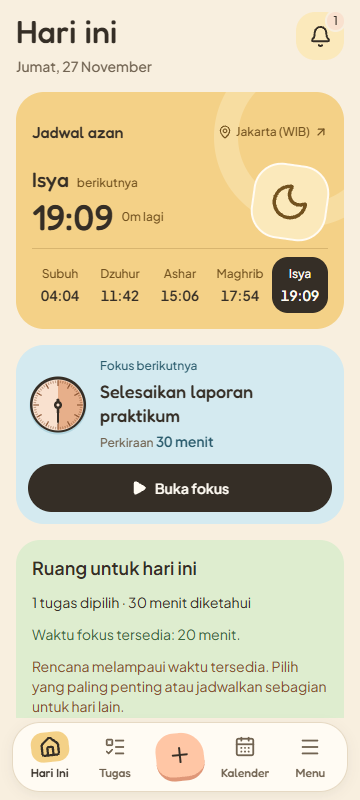 Hari ini
1
Jumat, 27 November
Jadwal azan
Jakarta (WIB)
Isya berikutnya
19:09 0m lagi
Subuh Dzuhur Ashar Maghrib Isya
04:04 11:42 15:06 17:54 19:09
Fokus berikutnya
Selesaikan laporan
praktikum
Perkiraan 30 menit
Buka fokus
Ruang untuk hari ini
1 tugas dipilih · 30 menit diketahui
Waktu fokus tersedia: 20 menit.
Rencana melampaui waktu tersedia. Pilih
yang paling penting atau jadwalkan sebagian
untuk hari lain.
Hari Ini Tugas Kalender Menu